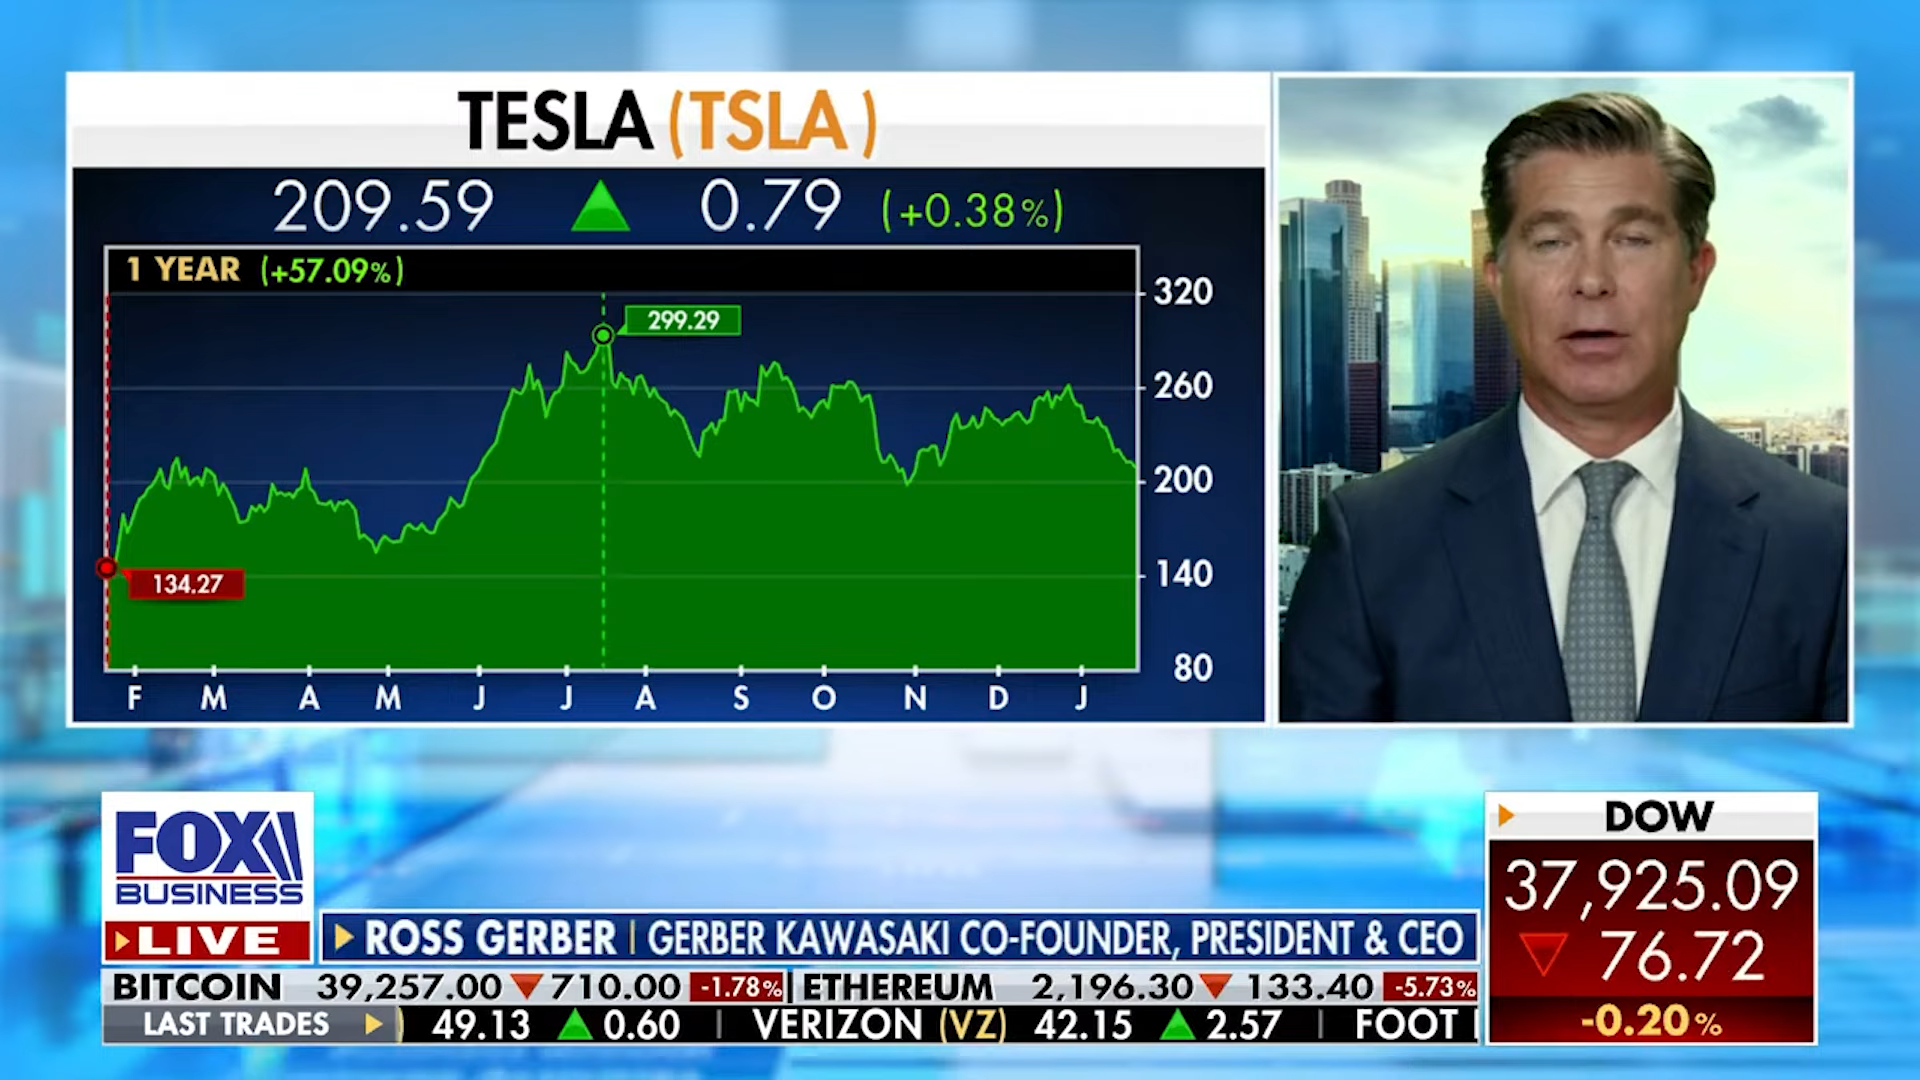 TESLA (TSLA )
209.59 ▲ 0.79 (+0.38%)
1 YEAR (+57.09%)
299.29
134.27
320
260
200
140
80
F M A M J J A S O N D J
FOX
BUSINESS
LIVE
ROSS GERBER | GERBER KAWASAKI CO-FOUNDER, PRESIDENT & CEO
BITCOIN 39,257.00 ▼ 710.00 -1.78% | ETHEREUM 2,196.30 ▼ 133.40 -5.73%
LAST TRADES ) 49.13 ▲ 0.60 | VERIZON (VZ) 42.15 ▲ 2.57 | FOOT
DOW
37,925.09
▼ 76.72
-0.20%